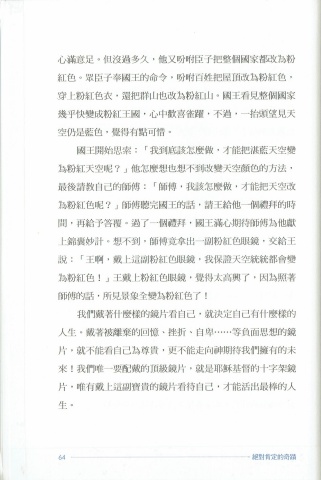 心滿意足。但沒過多久，他又吩咐臣子把整個國家都改為粉
紅色。眾臣子奉國王的命令，吩咐百姓把屋頂改為粉紅色，
穿上粉紅色衣，還把群山也改為粉紅山。國王看見整個國家
幾乎快變成粉紅王國，心中歡喜雀躍，不過，一抬頭望見天
空仍是藍色，覺得有點可惜。
國王開始思索：「我到底該怎麼做，才能把湛藍天空變
為粉紅天空呢？」他怎麼想也想不到改變天空顏色的方法，
最後請教自己的師傅：「師傅，我該怎麼做，才能把天空改
為粉紅色呢？」師傅聽完國王的話，請王給他一個禮拜的時
間，再給予答覆。過了一個禮拜，國王滿心期待師傅為他獻
上錦囊妙計。想不到，師傅竟拿出一副粉紅色眼鏡，交給王
說：「王啊，戴上這副粉紅色眼鏡，我保證天空統統都會變
為粉紅色！」王戴上粉紅色眼鏡，覺得太高興了，因為照著
師傅的話，所見景象全變為粉紅色了！
我們戴著什麼樣的鏡片看自己，就決定自己有什麼樣的
人生。戴著被離棄的回憶、挫折、自卑⋯⋯等負面思想的鏡
片，就不能看自己為尊貴，更不能走向神期待我們擁有的未
來！我們唯一要配戴的頂級鏡片，就是耶穌基督的十字架鏡
片，唯有戴上這副寶貴的鏡片看待自己，才能活出最棒的人
生。
64 絕對肯定的奇蹟